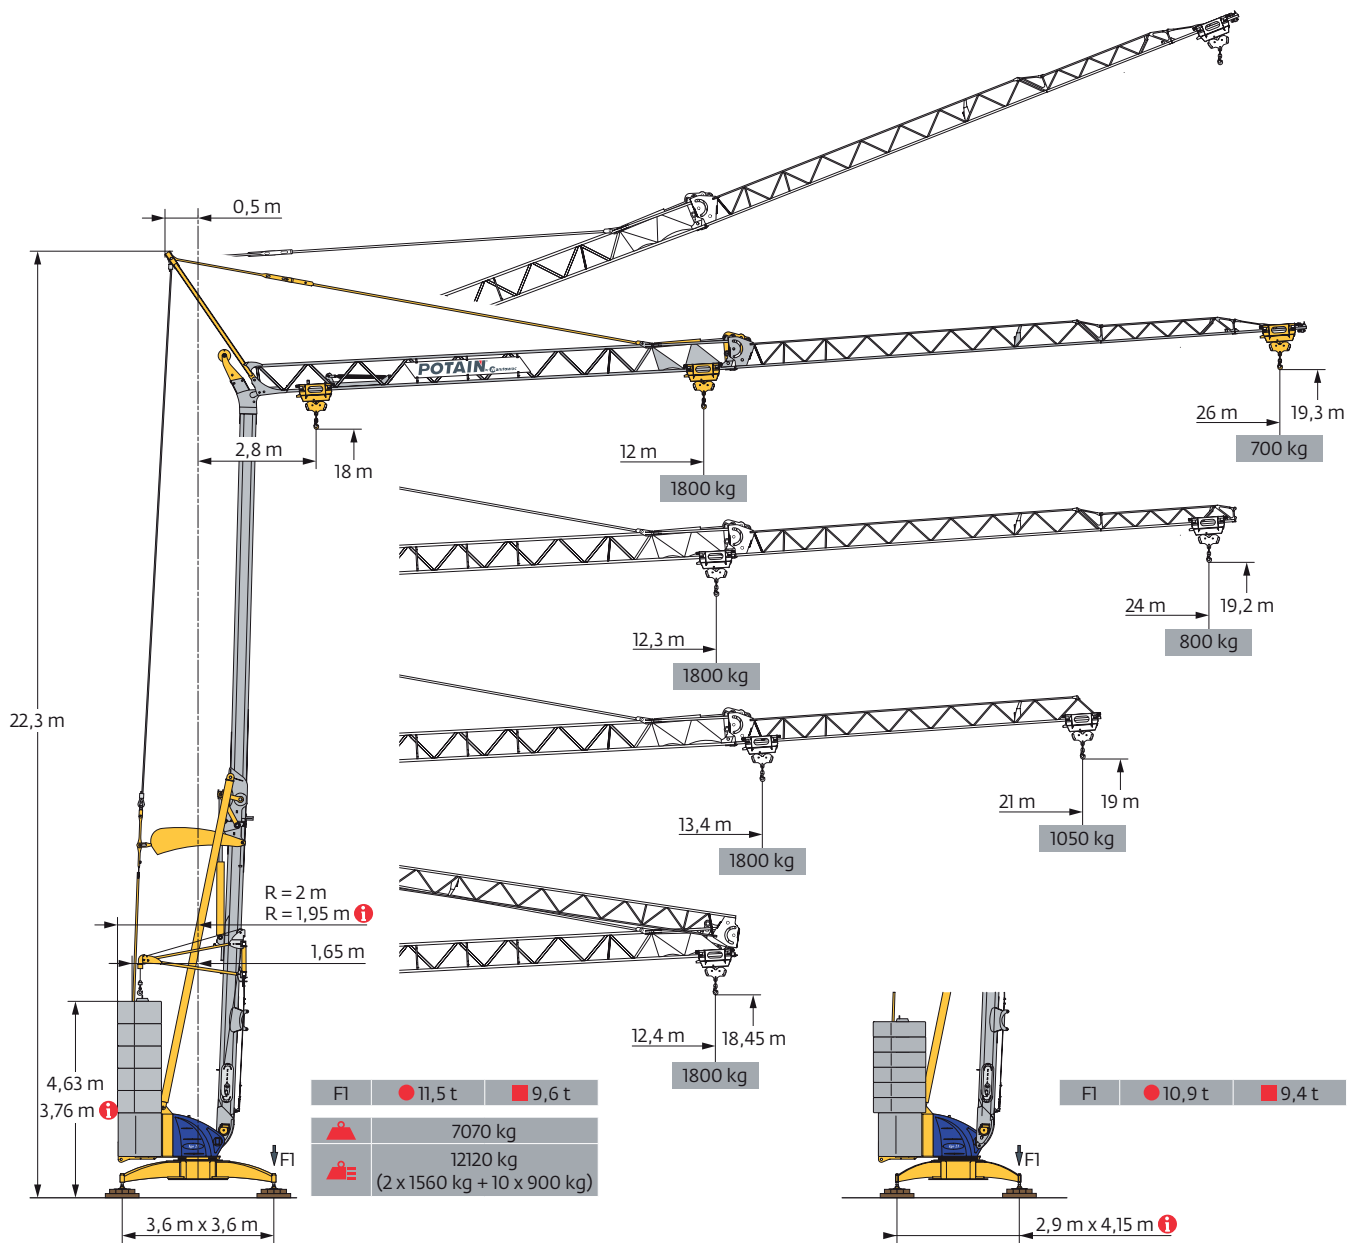 0,5 m
POTAIN
2,8 m
18 m
12 m
1800 kg
26 m
19,3 m
700 kg
12,3 m
1800 kg
24 m
19,2 m
800 kg
22,3 m
13,4 m
1800 kg
21 m
19 m
1050 kg
R = 2 m
R = 1,95 m i
1,65 m
12,4 m
18,45 m
1800 kg
4,63 m
3,76 m i
F1 11,5 t 9,6 t
7070 kg
12120 kg
(2 x 1560 kg + 10 x 900 kg)
F1
3,6 m x 3,6 m
F1 10,9 t 9,4 t
F1
2,9 m x 4,15 m i